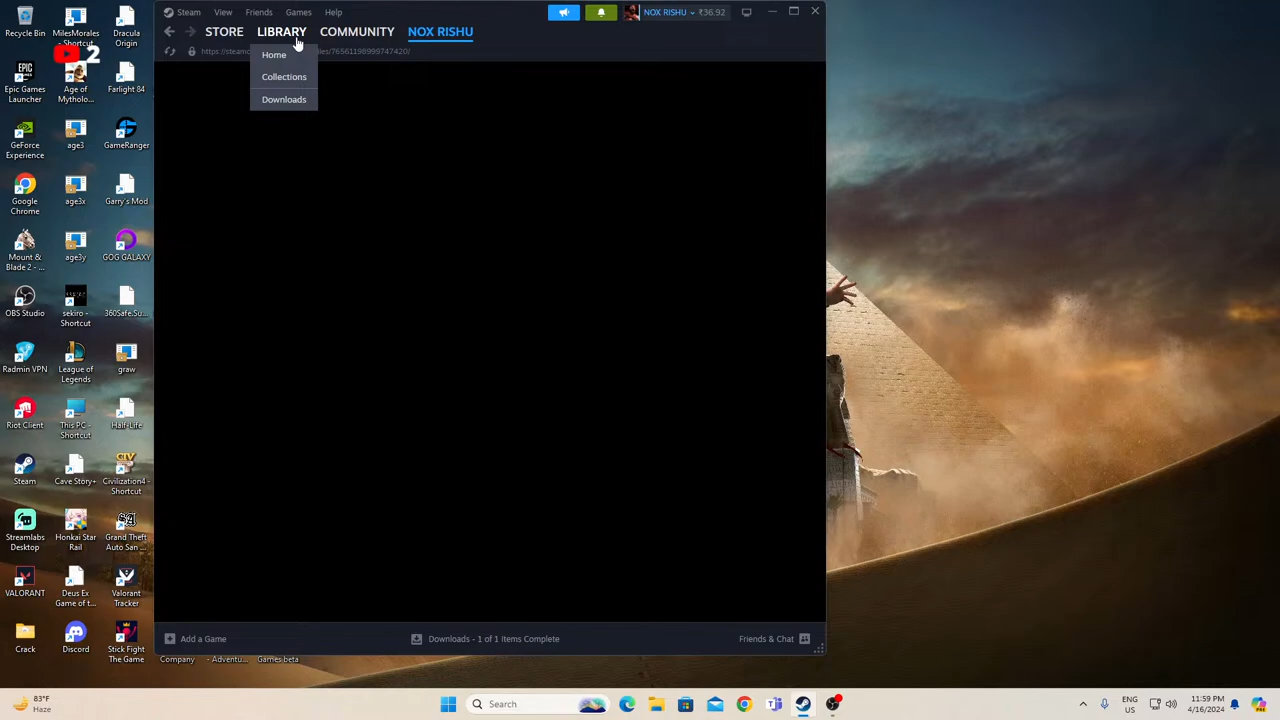 Steam View Friends Games Help NOX RISHU ₹36.92
STORE LIBRARY COMMUNITY NOX RISHU
Home
Collections
Downloads
Recycle Bin
MilesMorales - Shortcut
Dracula Origin
2
Epic Games Launcher
Age of Mytholo...
Farlight 84
GeForce Experience
age3
GameRanger
Google Chrome
age3x
Garry's Mod
Mount & Blade 2 - ...
age3y
GOG GALAXY
OBS Studio
sekiro - Shortcut
360Safe.Su...
Radmin VPN
League of Legends
graw
Riot Client
This PC - Shortcut
Half-Life
Steam
Cave Story+
Civilization4 - Shortcut
Streamlabs Desktop
Honkai Star Rail
Grand Theft Auto San ...
VALORANT
Deus Ex Game of t...
Valorant Tracker
Crack
Discord
Stick Fight The Game
Company - Adventu... Games beta
Add a Game Downloads - 1 of 1 Items Complete Friends & Chat
83°F
Haze
Search
ENG
US
11:59 PM
4/16/2024